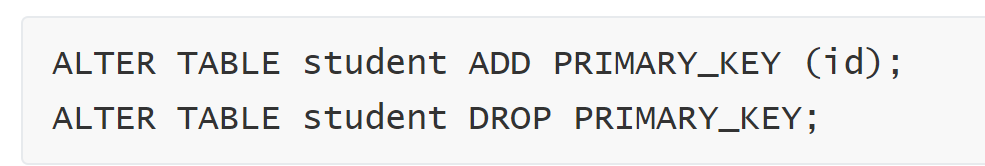 ALTER TABLE student ADD PRIMARY_KEY (id);
ALTER TABLE student DROP PRIMARY_KEY;